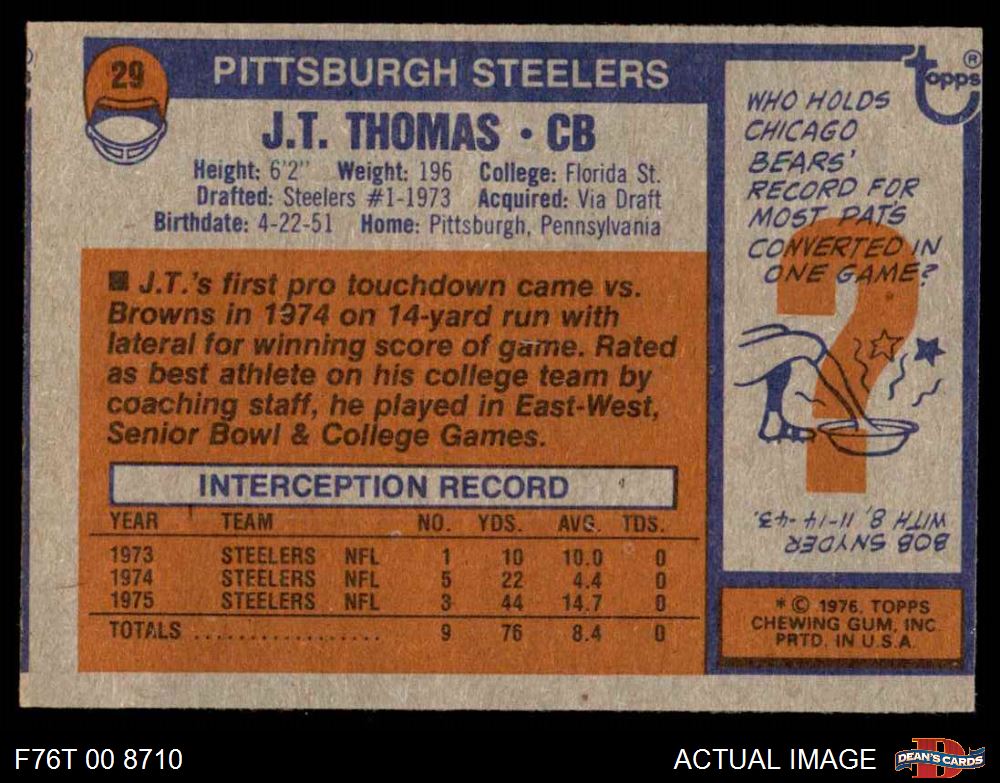 29
PITTSBURGH STEELERS
J.T. THOMAS • CB
Height: 6'2" Weight: 196 College: Florida St.
Drafted: Steelers #1-1973 Acquired: Via Draft
Birthdate: 4-22-51 Home: Pittsburgh, Pennsylvania
■ J.T.'s first pro touchdown came vs.
Browns in 1974 on 14-yard run with
lateral for winning score of game. Rated
as best athlete on his college team by
coaching staff, he played in East-West,
Senior Bowl & College Games.
INTERCEPTION RECORD
YEAR TEAM NO. YDS. AVG. TDS.
1973 STEELERS NFL 1 10 10.0 0
1974 STEELERS NFL 5 22 4.4 0
1975 STEELERS NFL 3 44 14.7 0
TOTALS .................. 9 76 8.4 0
topps ®
WHO HOLDS
CHICAGO
BEARS'
RECORD FOR
MOST PATS
CONVERTED IN
ONE GAME?
?
BOB SNYDER
WITH 8, 11-14-43.
* © 1976. TOPPS
CHEWING GUM, INC.
PRTD. IN U.S.A.
F76T 00 8710
ACTUAL IMAGE
D
DEAN'S CARDS